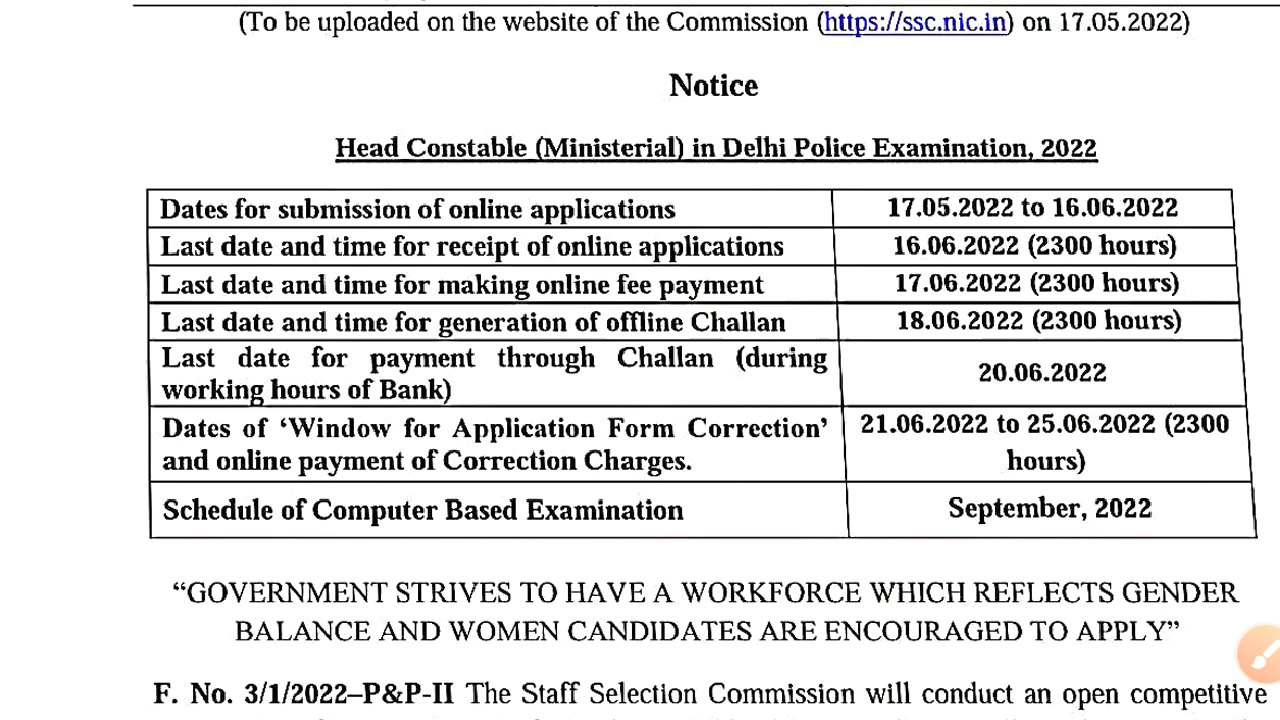 (To be uploaded on the website of the Commission (https://ssc.nic.in) on 17.05.2022)
Notice
Head Constable (Ministerial) in Delhi Police Examination, 2022
Dates for submission of online applications 17.05.2022 to 16.06.2022
Last date and time for receipt of online applications 16.06.2022 (2300 hours)
Last date and time for making online fee payment 17.06.2022 (2300 hours)
Last date and time for generation of offline Challan 18.06.2022 (2300 hours)
Last date for payment through Challan (during
working hours of Bank)
20.06.2022
Dates of ‘Window for Application Form Correction’
and online payment of Correction Charges.
21.06.2022 to 25.06.2022 (2300
hours)
Schedule of Computer Based Examination September, 2022
“GOVERNMENT STRIVES TO HAVE A WORKFORCE WHICH REFLECTS GENDER
BALANCE AND WOMEN CANDIDATES ARE ENCOURAGED TO APPLY”
F. No. 3/1/2022–P&P-II The Staff Selection Commission will conduct an open competitive